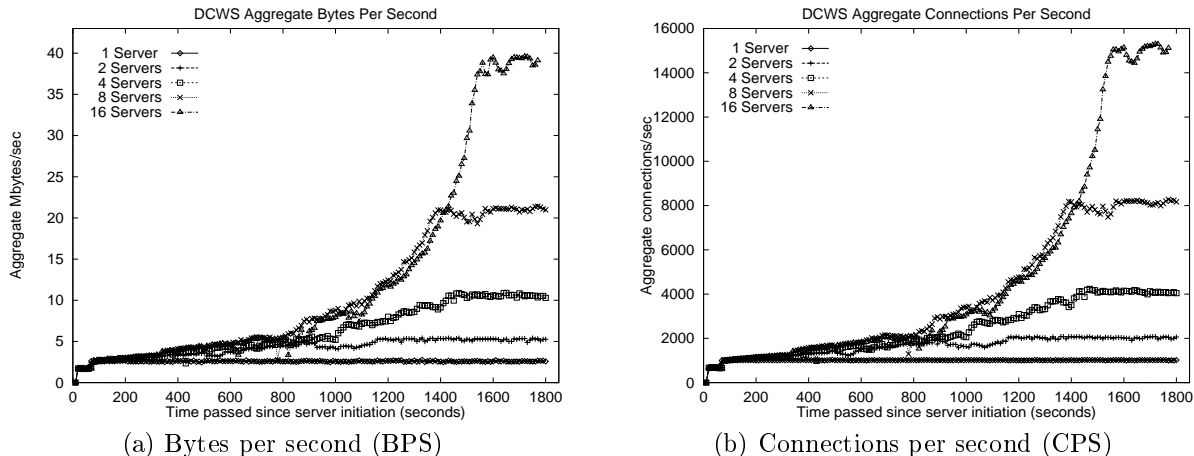 DCWS Aggregate Bytes Per Second
40
35
30
25
20
15
10
5
0
Aggregate Mbytes/sec
1 Server
2 Servers
4 Servers
8 Servers
16 Servers
0 200 400 600 800 1000 1200 1400 1600 1800
Time passed since server initiation (seconds)
(a) Bytes per second (BPS)
DCWS Aggregate Connections Per Second
16000
14000
12000
10000
8000
6000
4000
2000
0
Aggregate connections/sec
1 Server
2 Servers
4 Servers
8 Servers
16 Servers
0 200 400 600 800 1000 1200 1400 1600 1800
Time passed since server initiation (seconds)
(b) Connections per second (CPS)